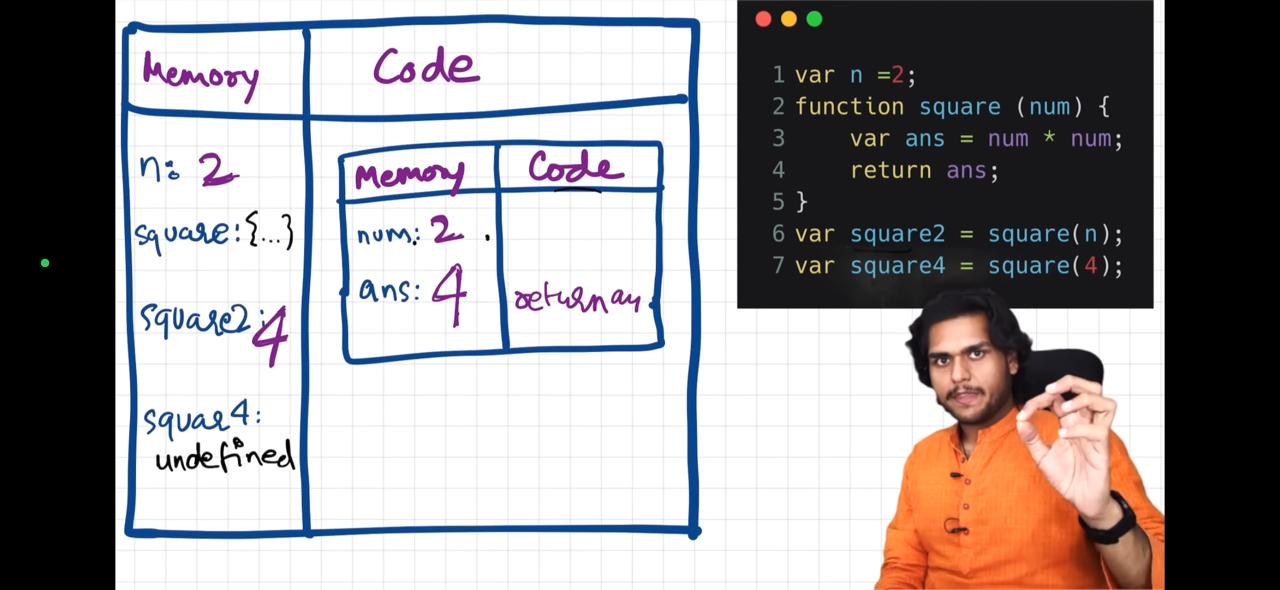 Memory
Code
n: 2
square: {...}
square2: 4
squar4:
undefined
Memory
Code
num: 2
ans: 4
return an
1 var n =2;
2 function square (num) {
3     var ans = num * num;
4     return ans;
5 }
6 var square2 = square(n);
7 var square4 = square(4);